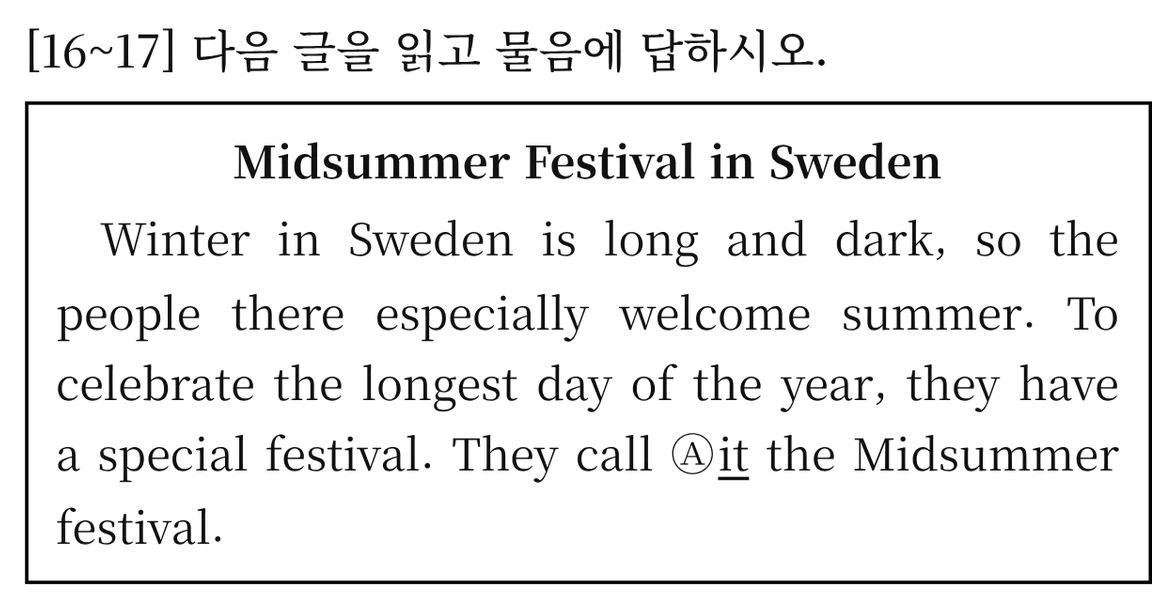 [16~17] 다음 글을 읽고 물음에 답하시오.
Midsummer Festival in Sweden
Winter in Sweden is long and dark, so the
people there especially welcome summer. To
celebrate the longest day of the year, they have
a special festival. They call Ⓐit the Midsummer
festival.